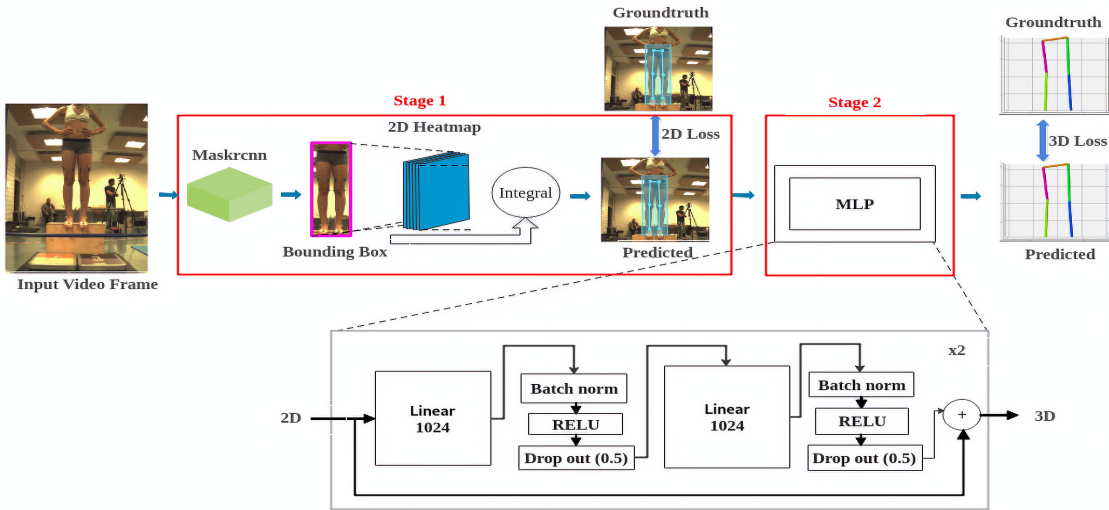 Groundtruth
Groundtruth
Stage 1
Stage 2
2D Heatmap
2D Loss
3D Loss
Maskrcnn
Integral
MLP
Bounding Box
Predicted
Predicted
Input Video Frame
x2
Batch norm
Batch norm
2D
Linear
1024
RELU
Linear
1024
RELU
+
3D
Drop out (0.5)
Drop out (0.5)